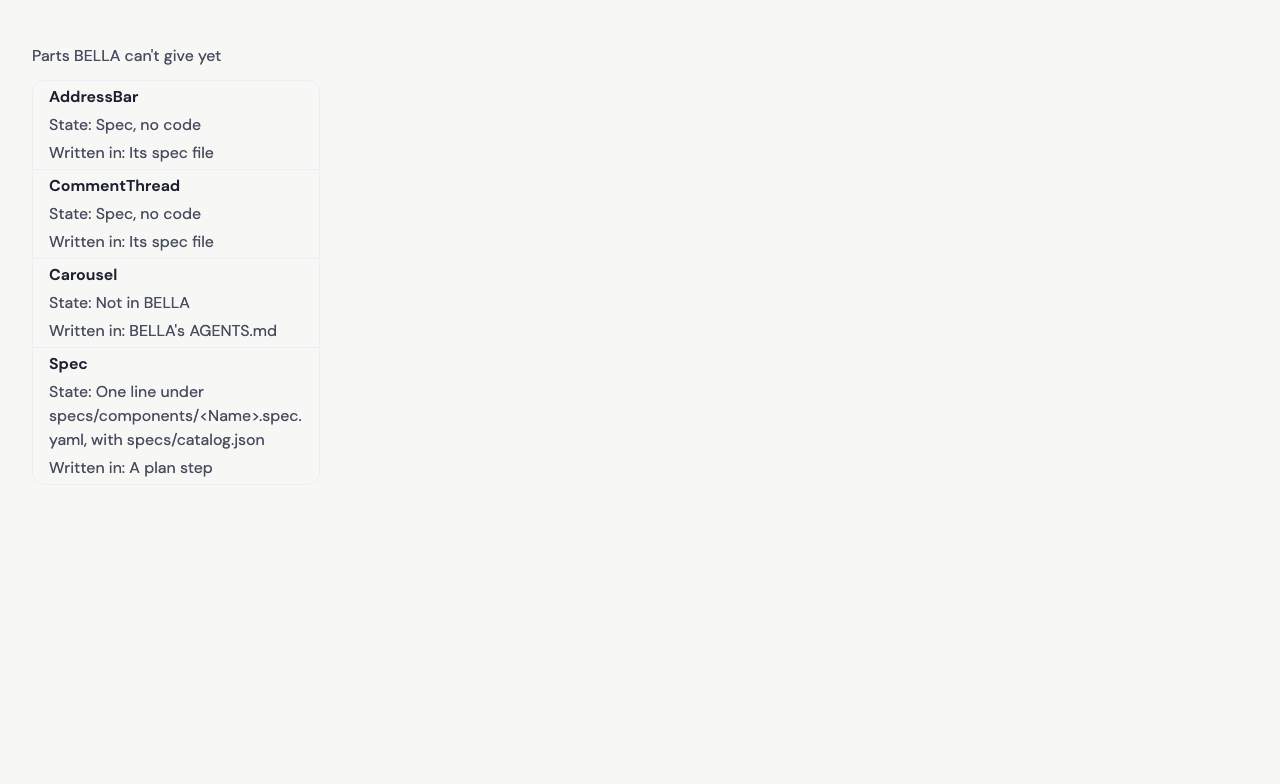 Parts BELLA can't give yet
AddressBar
State: Spec, no code
Written in: Its spec file
CommentThread
State: Spec, no code
Written in: Its spec file
Carousel
State: Not in BELLA
Written in: BELLA's AGENTS.md
Spec
State: One line under
specs/components/<Name>.spec.
yaml, with specs/catalog.json
Written in: A plan step